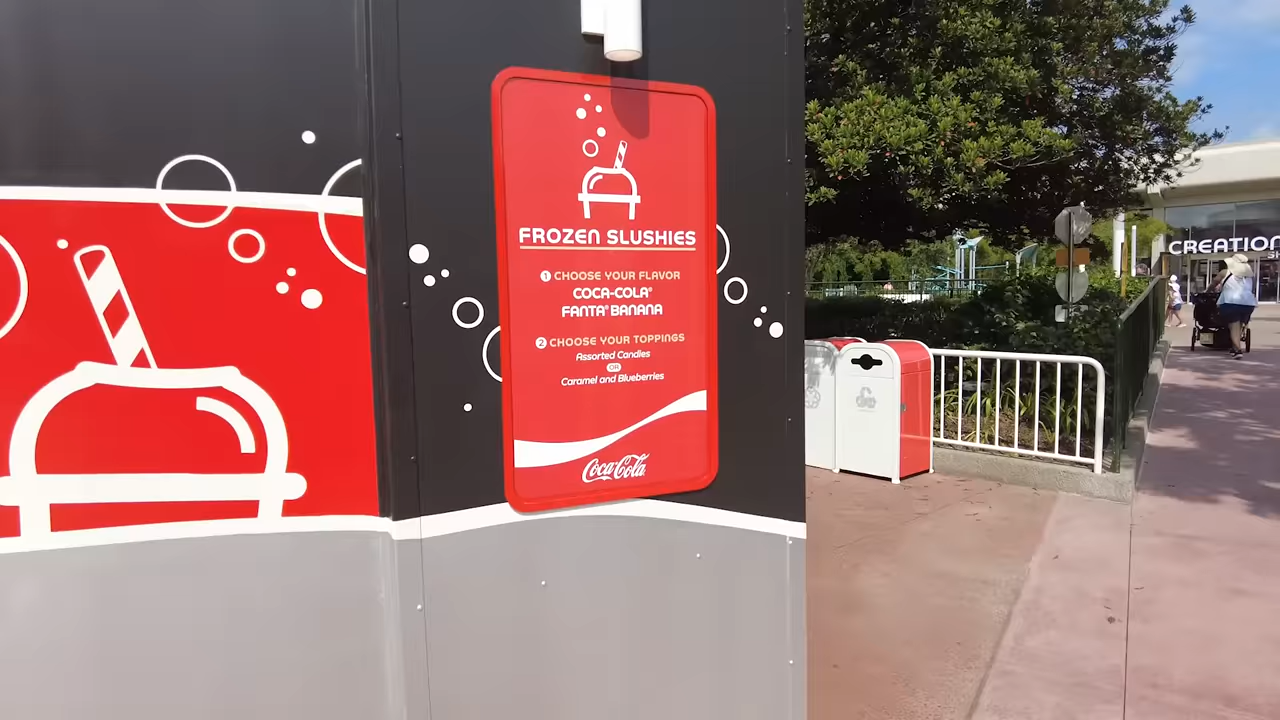 FROZEN SLUSHIES
1 CHOOSE YOUR FLAVOR
COCA-COLA®
FANTA® BANANA
2 CHOOSE YOUR TOPPINGS
Assorted Candies
OR
Caramel and Blueberries
Coca-Cola
CREATION